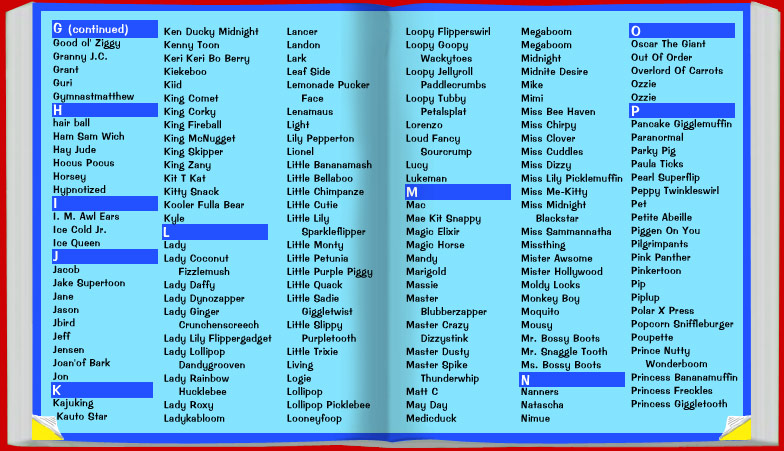 G (continued)
Good ol' Ziggy
Granny J.C.
Grant
Guri
Gymnastmatthew
H
hair ball
Ham Sam Wich
Hay Jude
Hocus Pocus
Horsey
Hypnotized
I
I. M. Awl Ears
Ice Cold Jr.
Ice Queen
J
Jacob
Jake Supertoon
Jane
Jason
Jbird
Jeff
Jensen
Joan'of Bark
Jon
K
Kajuking
Kauto Star
Ken Ducky Midnight
Kenny Toon
Keri Keri Bo Berry
Kiekeboo
Kiid
King Comet
King Corky
King Fireball
King McNugget
King Skipper
King Zany
Kit T Kat
Kitty Snack
Kooler Fulla Bear
Kyle
L
Lady
Lady Coconut
Fizzlemush
Lady Daffy
Lady Dynozapper
Lady Ginger
Crunchenscreech
Lady Lily Flippergadget
Lady Lollipop
Dandygrooven
Lady Rainbow
Hucklebee
Lady Roxy
Ladykabloom
Lancer
Landon
Lark
Leaf Side
Lemonade Pucker
Face
Lenamaus
Light
Lily Pepperton
Lionel
Little Bananamash
Little Bellaboo
Little Chimpanze
Little Cutie
Little Lily
Sparkleflipper
Little Monty
Little Petunia
Little Purple Piggy
Little Quack
Little Sadie
Giggletwist
Little Slippy
Purpletooth
Little Trixie
Living
Logie
Lollipop
Lollipop Picklebee
Looneyfoop
Loopy Flipperswirl
Loopy Goopy
Wackytoes
Loopy Jellyroll
Paddlecrumbs
Loopy Tubby
Petalsplat
Lorenzo
Loud Fancy
Sourcrump
Lucy
Lukeman
M
Mac
Mae Kit Snappy
Magic Elixir
Magic Horse
Mandy
Marigold
Massie
Master
Blubberzapper
Master Crazy
Dizzystink
Master Dusty
Master Spike
Thunderwhip
Matt C
May Day
Medicduck
Megaboom
Megaboom
Midnight
Midnite Desire
Mike
Mimi
Miss Bee Haven
Miss Chirpy
Miss Clover
Miss Cuddles
Miss Dizzy
Miss Lily Picklemuffin
Miss Me-Kitty
Miss Midnight
Blackstar
Miss Sammannatha
Missthing
Mister Awsome
Mister Hollywood
Moldy Locks
Monkey Boy
Moquito
Mousy
Mr. Bossy Boots
Mr. Snaggle Tooth
Ms. Bossy Boots
N
Nanners
Natascha
Nimue
O
Oscar The Giant
Out Of Order
Overlord Of Carrots
Ozzie
Ozzie
P
Pancake Gigglemuffin
Paranormal
Parky Pig
Paula Ticks
Pearl Superflip
Peppy Twinkleswirl
Pet
Petite Abeille
Piggen On You
Pilgrimpants
Pink Panther
Pinkertoon
Pip
Piplup
Polar X Press
Popcorn Sniffleburger
Poupette
Prince Nutty
Wonderboom
Princess Bananamuffin
Princess Freckles
Princess Giggletooth